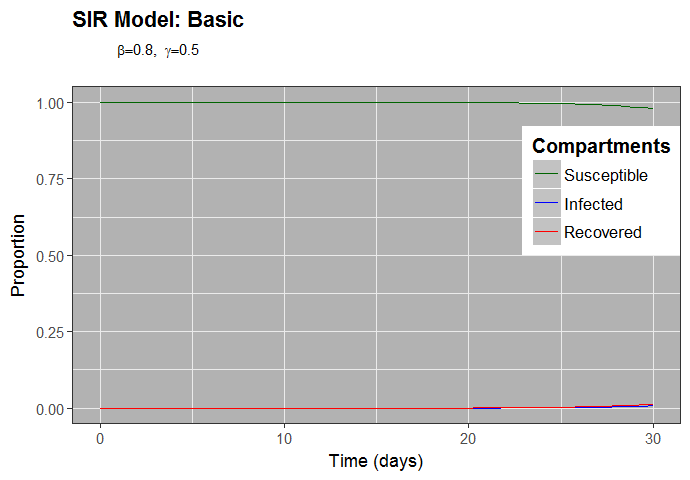 SIR Model: Basic
β=0.8, γ=0.5
1.00
0.75
0.50
0.25
0.00
Proportion
Compartments
Susceptible
Infected
Recovered
0 10 20 30
Time (days)